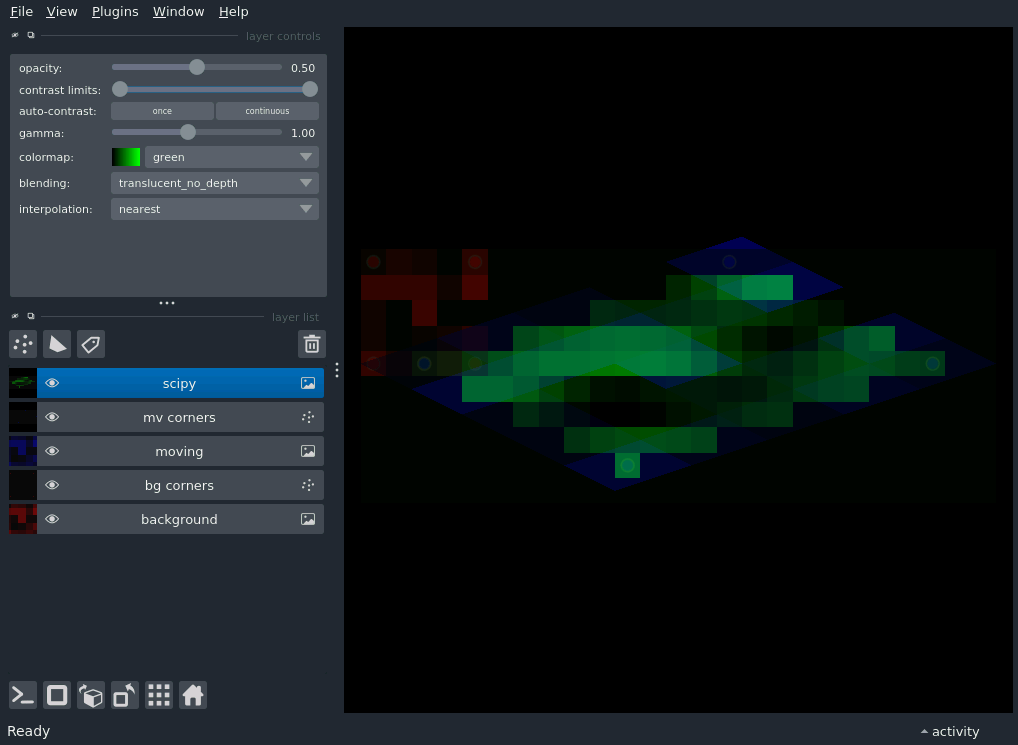 File View Plugins Window Help
layer controls
opacity: 0.50
contrast limits:
auto-contrast: once continuous
gamma: 1.00
colormap: green
blending: translucent_no_depth
interpolation: nearest
layer list
scipy
mv corners
moving
bg corners
background
Ready activity